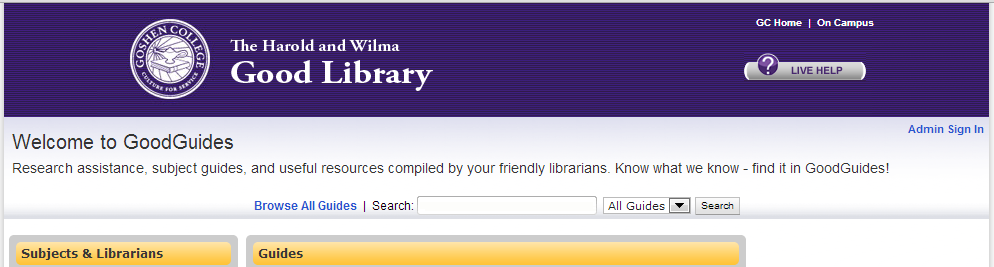 GC Home | On Campus
GOSHEN COLLEGE
CULTURE FOR SERVICE
The Harold and Wilma
Good Library
? LIVE HELP
Admin Sign In
Welcome to GoodGuides
Research assistance, subject guides, and useful resources compiled by your friendly librarians. Know what we know - find it in GoodGuides!
Browse All Guides | Search: All Guides Search
Subjects & Librarians
Guides